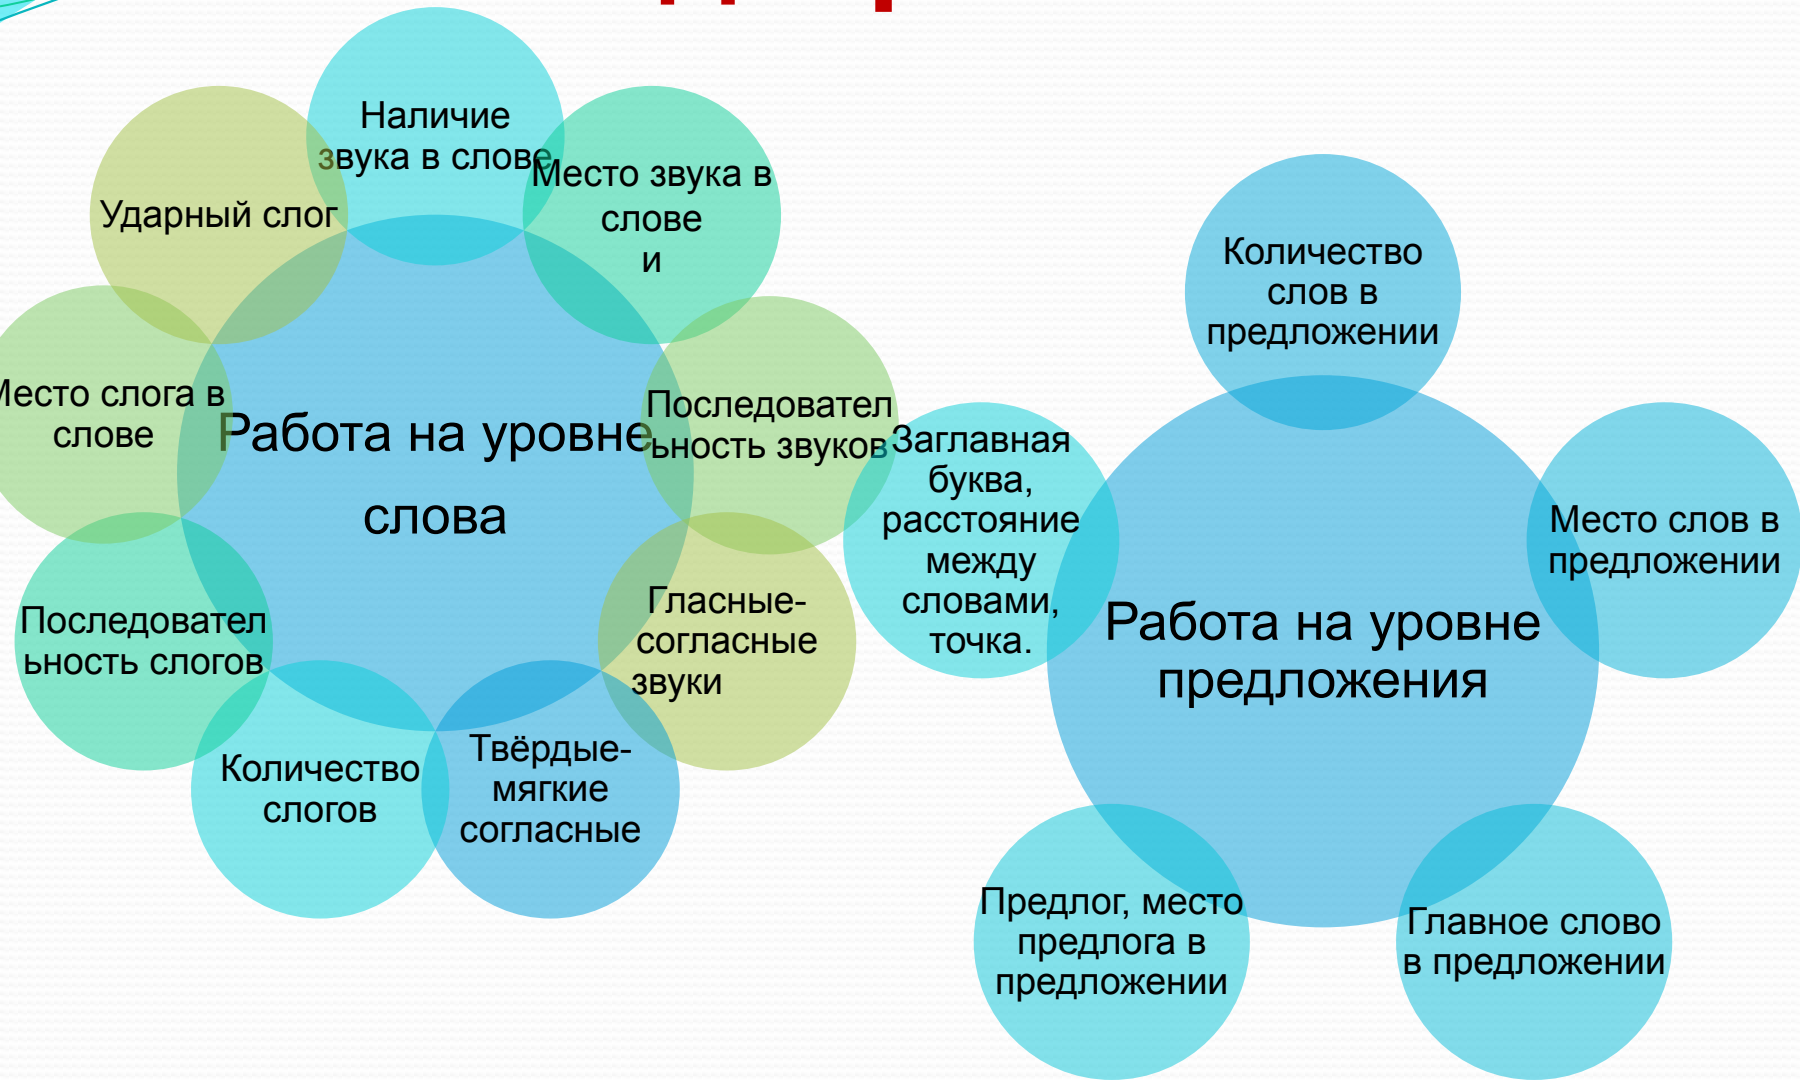 Наличие
звука в слове
Место звука в
слове
и
Последовател
ьность звуков
Гласные-
согласные
звуки
Твёрдые-
мягкие
согласные
Количество
слогов
Последовател
ьность слогов
Место слога в
слове
Ударный слог
Работа на уровне
слова
Количество
слов в
предложении
Место слов в
предложении
Главное слово
в предложении
Предлог, место
предлога в
предложении
Заглавная
буква,
расстояние
между
словами,
точка.
Работа на уровне
предложения